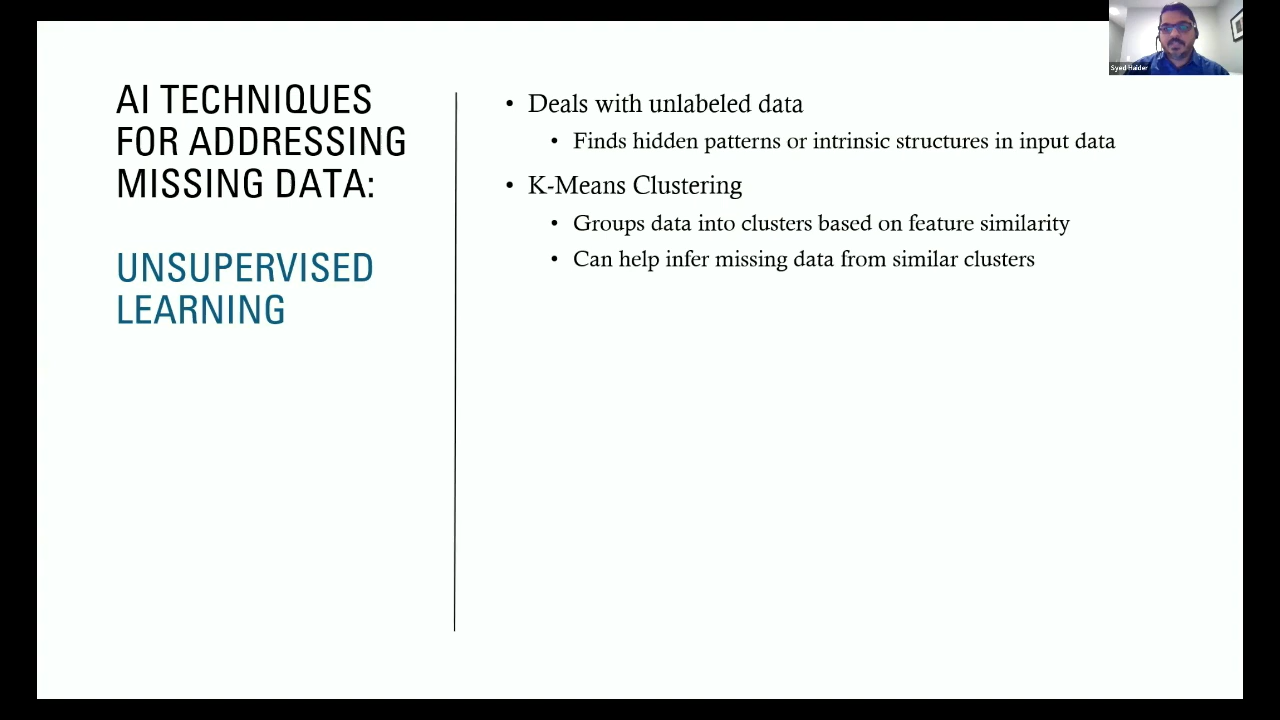 AI TECHNIQUES
FOR ADDRESSING
MISSING DATA:
UNSUPERVISED
LEARNING
• Deals with unlabeled data
• Finds hidden patterns or intrinsic structures in input data
• K-Means Clustering
• Groups data into clusters based on feature similarity
• Can help infer missing data from similar clusters
Syed Haider